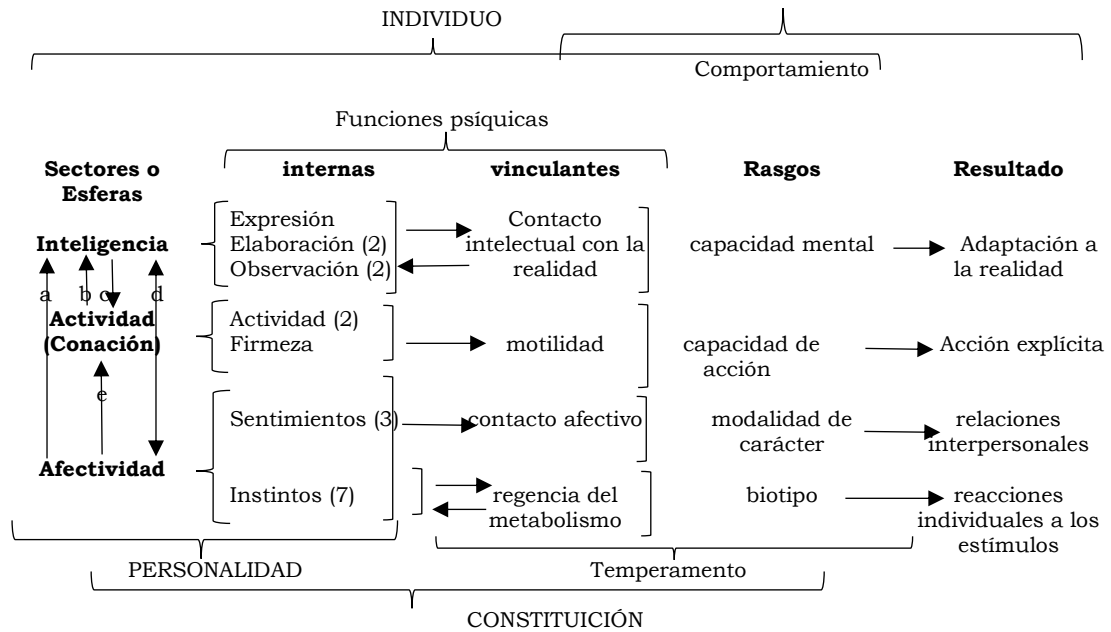 INDIVIDUO
Comportamiento
Funciones psíquicas
Sectores o
Esferas
internas
vinculantes
Rasgos
Resultado
Inteligencia
Expresión
Elaboración (2)
Observación (2)
Contacto
intelectual con la
realidad
capacidad mental
Adaptación a
la realidad
a
b
c
d
Actividad
(Conación)
Actividad (2)
Firmeza
motilidad
capacidad de
acción
Acción explícita
e
Afectividad
Sentimientos (3)
contacto afectivo
modalidad de
carácter
relaciones
interpersonales
Instintos (7)
regencia del
metabolismo
biotipo
reacciones
individuales a los
estímulos
PERSONALIDAD
Temperamento
CONSTITUICIÓN